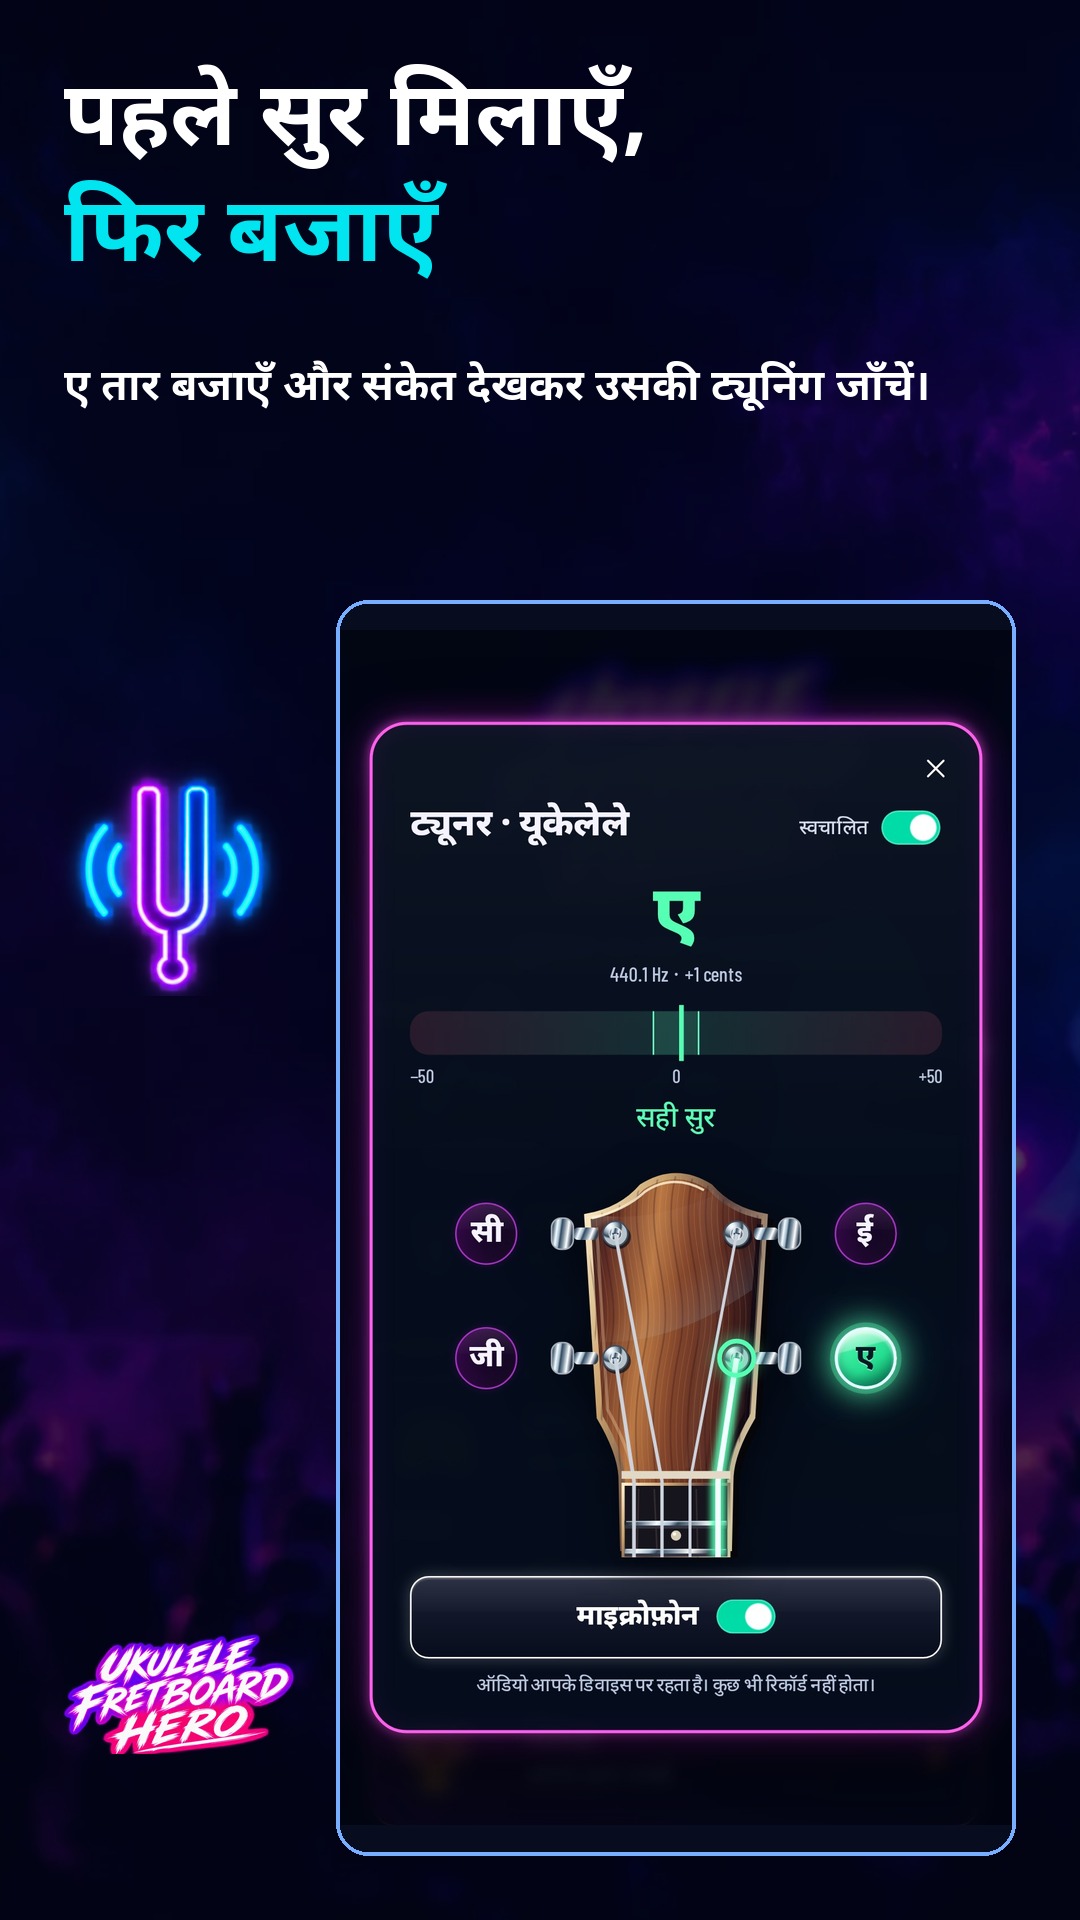 पहले सुर मिलाएँ,
फिर बजाएँ
ए तार बजाएँ और संकेत देखकर उसकी ट्यूनिंग जाँचें।
ट्यूनर · यूकेलेले
स्वचालित
ए
440.1 Hz · +1 cents
−50
0
+50
सही सुर
सी
ई
जी
ए
माइक्रोफ़ोन
ऑडियो आपके डिवाइस पर रहता है। कुछ भी रिकॉर्ड नहीं होता।
UKULELE
FRETBOARD
HERO